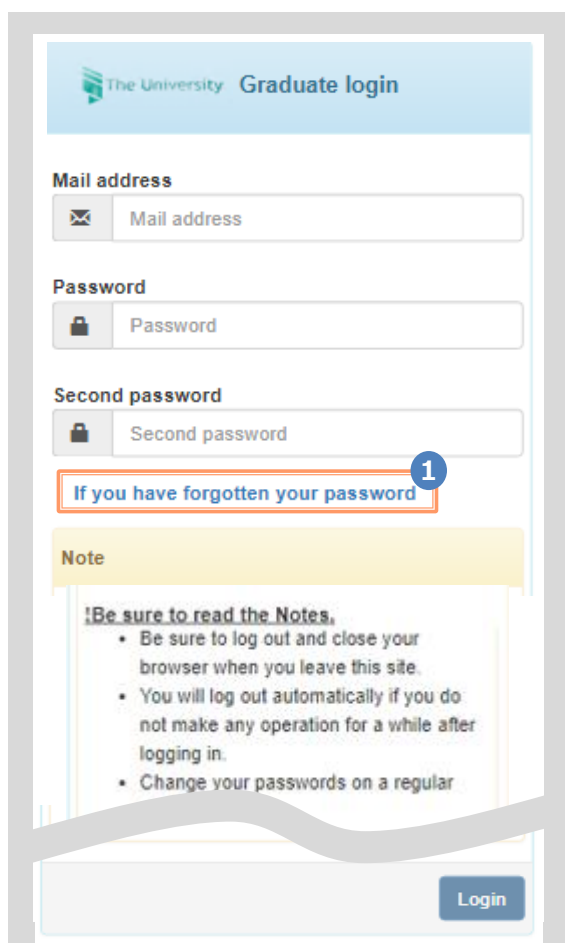 The University Graduate login
Mail address
Mail address
Password
Password
Second password
Second password
1
If you have forgotten your password
Note
!Be sure to read the Notes.
• Be sure to log out and close your
browser when you leave this site.
• You will log out automatically if you do
not make any operation for a while after
logging in.
• Change your passwords on a regular
Login